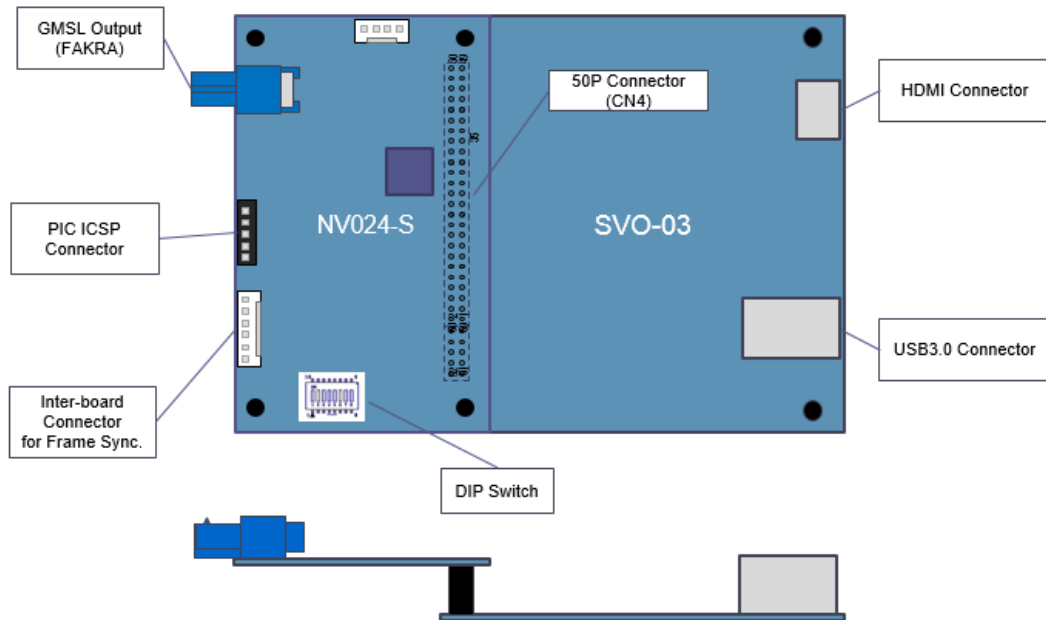 GMSL Output
(FAKRA)
50P Connector
(CN4)
HDMI Connector
PIC ICSP
Connector
NV024-S
SVO-03
USB3.0 Connector
Inter-board
Connector
for Frame Sync.
DIP Switch